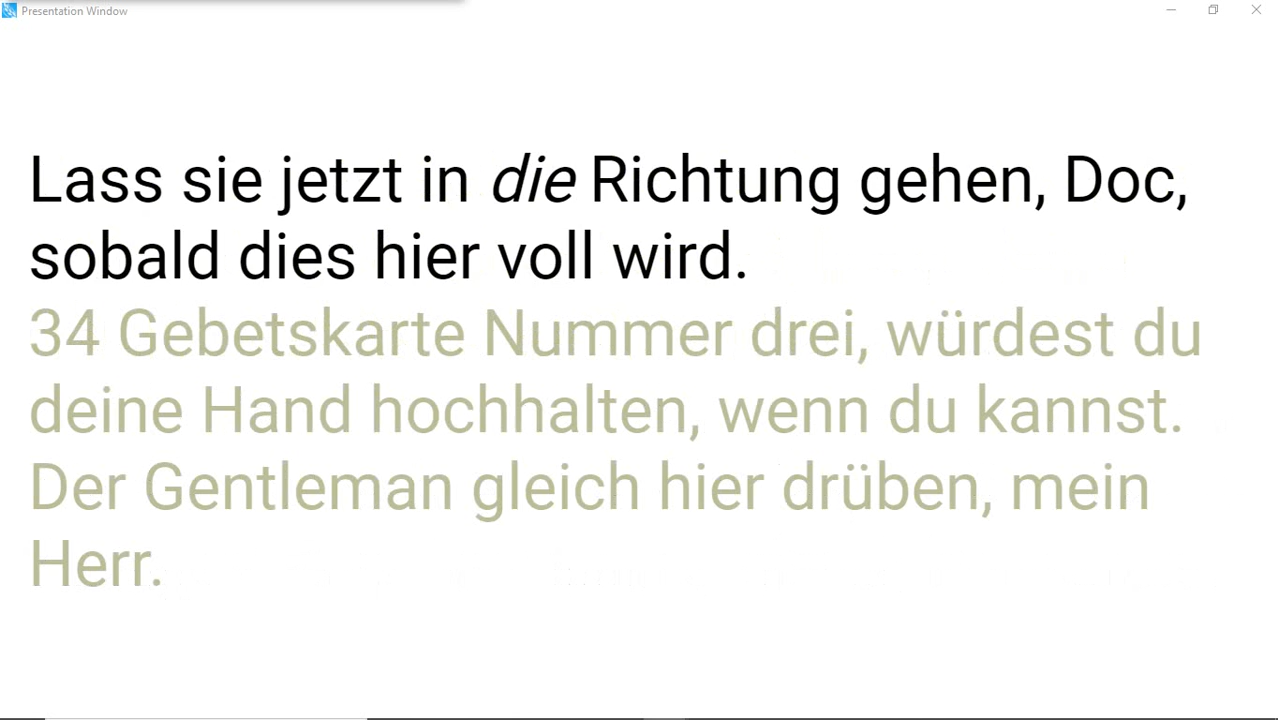 Presentation Window
Lass sie jetzt in die Richtung gehen, Doc,
sobald dies hier voll wird.
34 Gebetskarte Nummer drei, würdest du
deine Hand hochhalten, wenn du kannst.
Der Gentleman gleich hier drüben, mein
Herr.